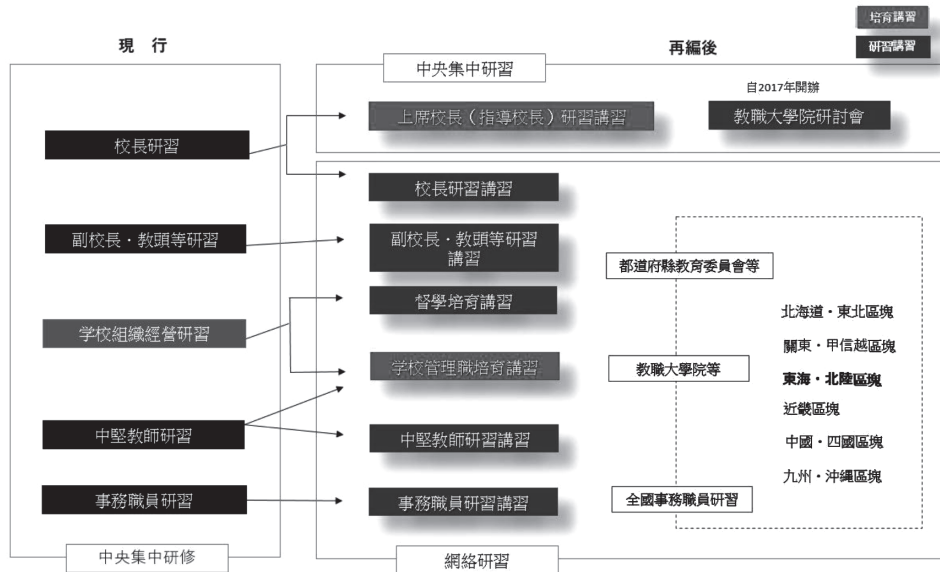 培育講習
研習講習
現 行
再編後
中央集中研習
自2017年開辦
校長研習
上席校長（指導校長）研習講習
教職大學院研討會
校長研習講習
副校長・教頭等研習
副校長・教頭等研習
講習
都道府縣教育委員會等
督學培育講習
学校組織經營研習
学校管理職培育講習
教職大學院等
北海道・東北區塊
關東・甲信越區塊
東海・北陸區塊
近畿區塊
中國・四國區塊
九州・沖縄區塊
中堅教師研習
中堅教師研習講習
事務職員研習
事務職員研習講習
全國事務職員研習
中央集中研修
網絡研習